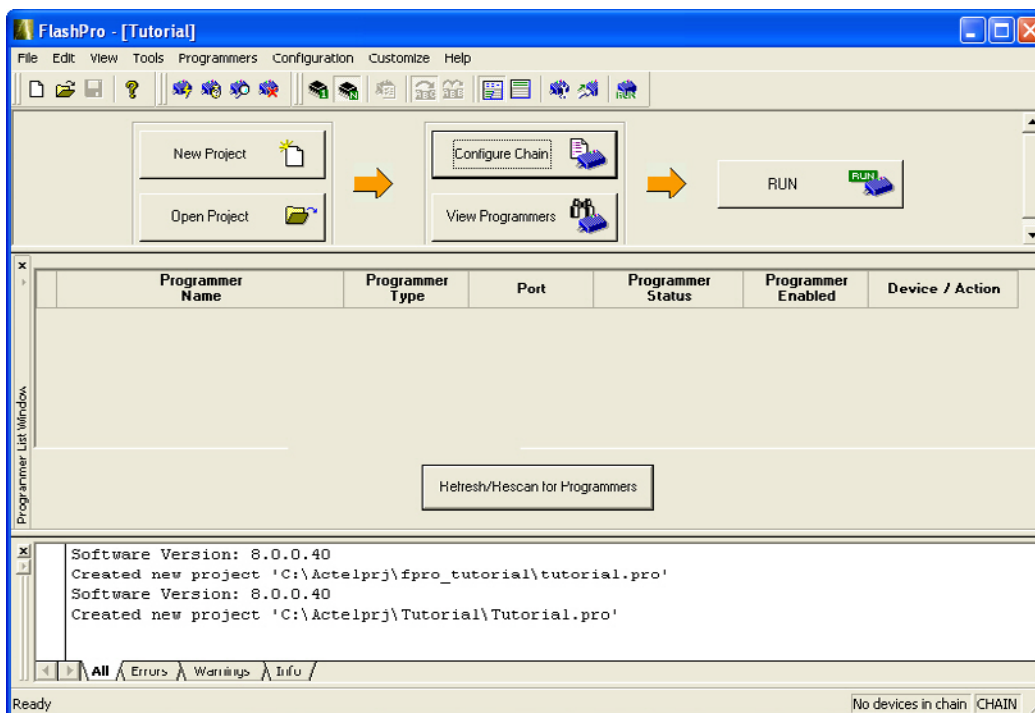 FlashPro - [Tutorial]
File Edit View Tools Programmers Configuration Customize Help
New Project
Configure Chain
RUN
RUN
Open Project
View Programmers
Programmer Name
Programmer Type
Port
Programmer Status
Programmer Enabled
Device / Action
Programmer List Window
Refresh/Rescan for Programmers
Software Version: 8.0.0.40
Created new project 'C:\Actelprj\fpro_tutorial\tutorial.pro'
Software Version: 8.0.0.40
Created new project 'C:\Actelprj\Tutorial\Tutorial.pro'
All Errors Warnings Info
Ready
No devices in chain CHAIN